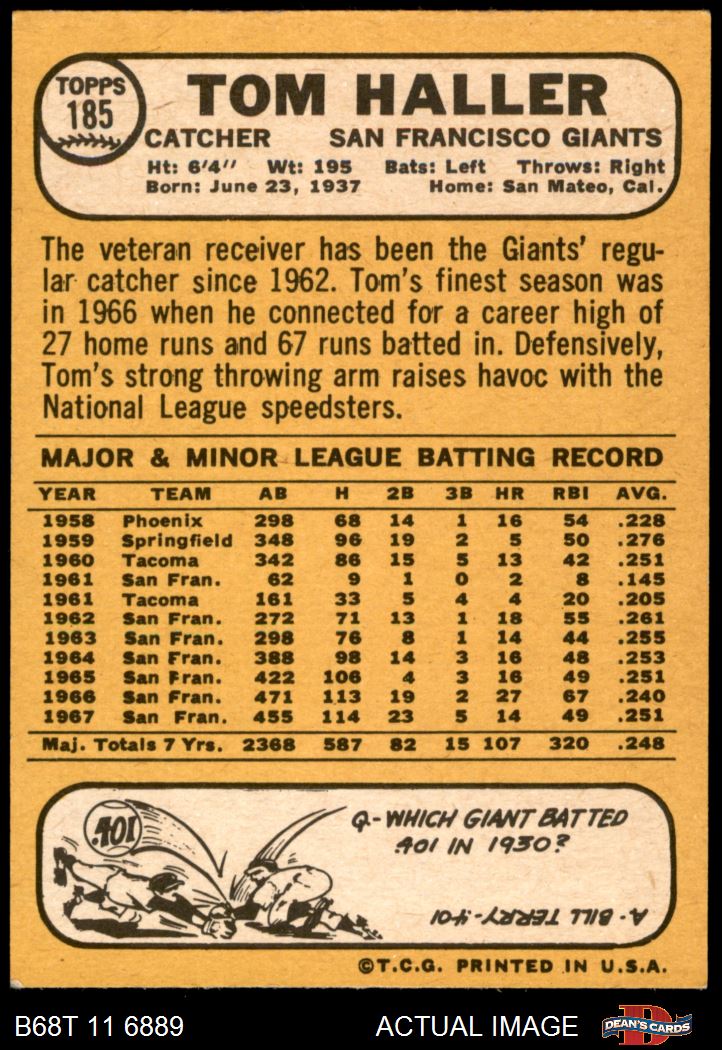 TOPPS
185
TOM HALLER
CATCHER SAN FRANCISCO GIANTS
Ht: 6'4" Wt: 195 Bats: Left Throws: Right
Born: June 23, 1937 Home: San Mateo, Cal.
The veteran receiver has been the Giants' regu-
lar catcher since 1962. Tom's finest season was
in 1966 when he connected for a career high of
27 home runs and 67 runs batted in. Defensively,
Tom's strong throwing arm raises havoc with the
National League speedsters.
MAJOR & MINOR LEAGUE BATTING RECORD
YEAR TEAM AB H 2B 3B HR RBI AVG.
1958 Phoenix 298 68 14 1 16 54 .228
1959 Springfield 348 96 19 2 5 50 .276
1960 Tacoma 342 86 15 5 13 42 .251
1961 San Fran. 62 9 1 0 2 8 .145
1961 Tacoma 161 33 5 4 4 20 .205
1962 San Fran. 272 71 13 1 18 55 .261
1963 San Fran. 298 76 8 1 14 44 .255
1964 San Fran. 388 98 14 3 16 48 .253
1965 San Fran. 422 106 4 3 16 49 .251
1966 San Fran. 471 113 19 2 27 67 .240
1967 San Fran. 455 114 23 5 14 49 .251
Maj. Totals 7 Yrs. 2368 587 82 15 107 320 .248
.401
Q-WHICH GIANT BATTED
.401 IN 1930?
A-BILL TERRY-.401
©T.C.G. PRINTED IN U.S.A.
B68T 11 6889 ACTUAL IMAGE D DEAN'S CARDS